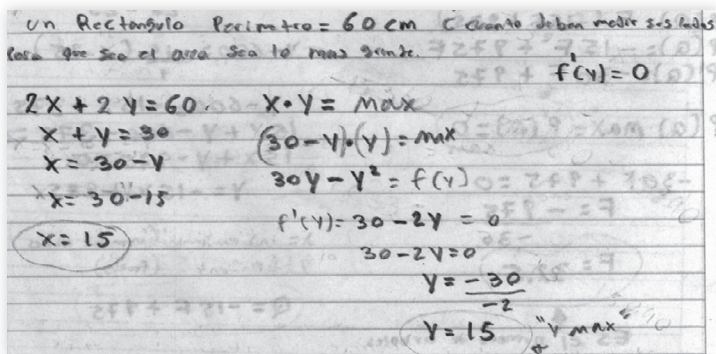 Un Rectangulo Perimetro = 60 cm ¿cuanto deben medir sus lados
Para que sea el area sea lo mas grande.
f'(y) = 0
2x + 2y = 60.
x + y = 30
x = 30 - y
x = 30 - 15
x = 15
x • y = max
(30 - y) • (y) = max
30y - y² = f(y)
f'(y) = 30 - 2y = 0
30 - 2y = 0
y = -30 / -2
y = 15 "y max"